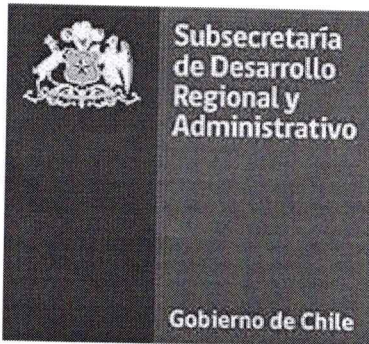 Subsecretaría
de Desarrollo
Regional y
Administrativo
Gobierno de Chile